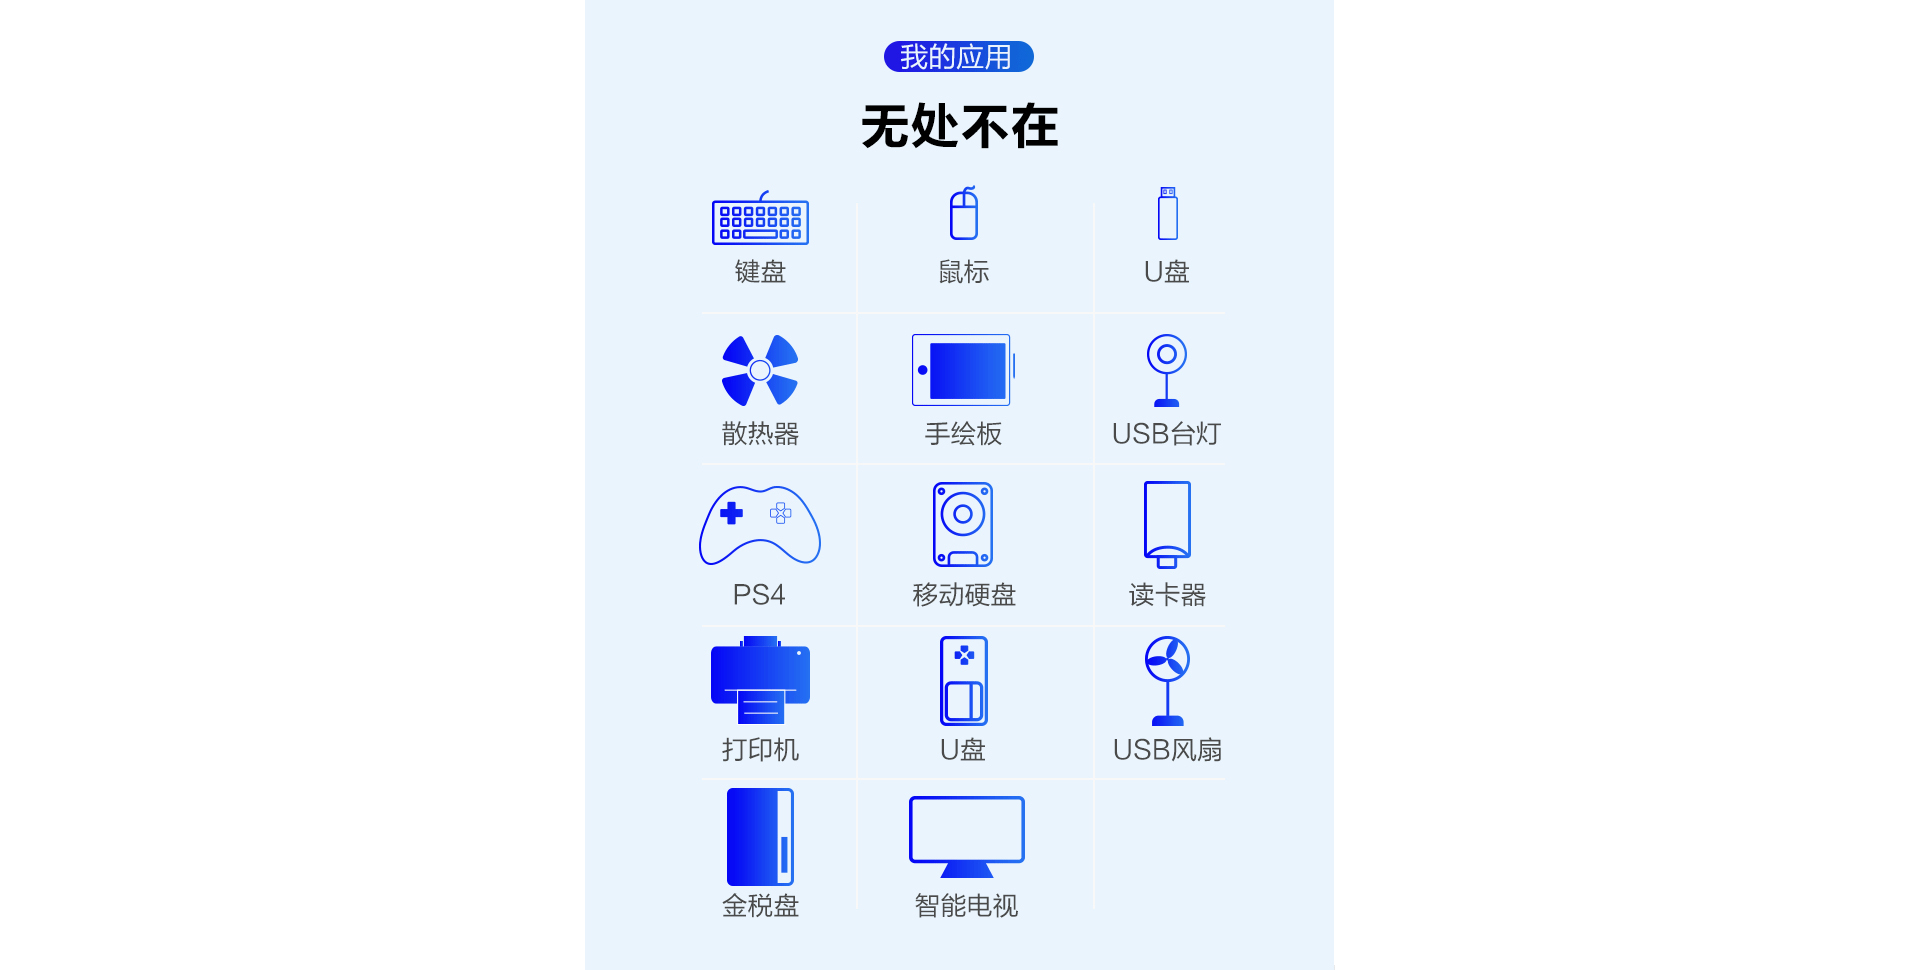 我的应用
无处不在
键盘
鼠标
U盘
散热器
手绘板
USB台灯
PS4
移动硬盘
读卡器
打印机
U盘
USB风扇
金税盘
智能电视